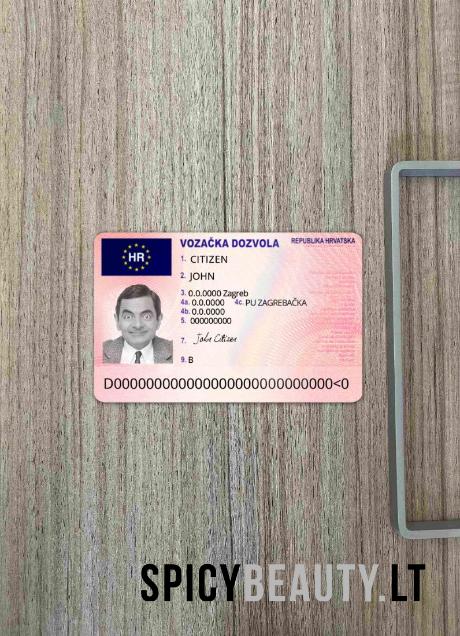 HR
VOZAČKA DOZVOLA
REPUBLIKA HRVATSKA
1. CITIZEN
2. JOHN
3. 0.0.0000 Zagreb
4a. 0.0.0000 4c. PU ZAGREBAČKA
4b. 0.0.0000
5. 000000000
7. John Citizen
9. B
D0000000000000000000000000000<0
SPICYBEAUTY.LT